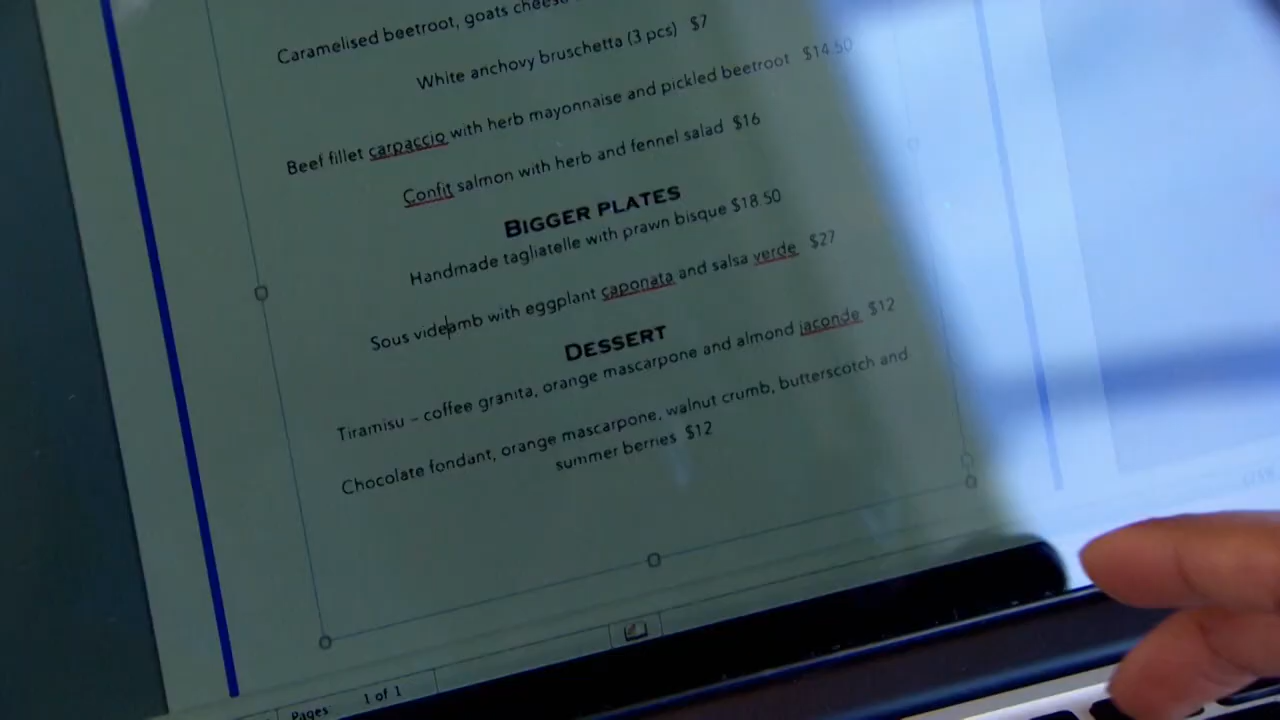 Caramelised beetroot, goats cheese
White anchovy bruschetta (3 pcs) $7
Beef fillet carpaccio with herb mayonnaise and pickled beetroot $14.50
Confit salmon with herb and fennel salad $16
BIGGER PLATES
Handmade tagliatelle with prawn bisque $18.50
Sous videamb with eggplant caponata and salsa verde $27
DESSERT
Tiramisu – coffee granita, orange mascarpone and almond jaconde $12
Chocolate fondant, orange mascarpone, walnut crumb, butterscotch and
summer berries $12
Pages: 1 of 1